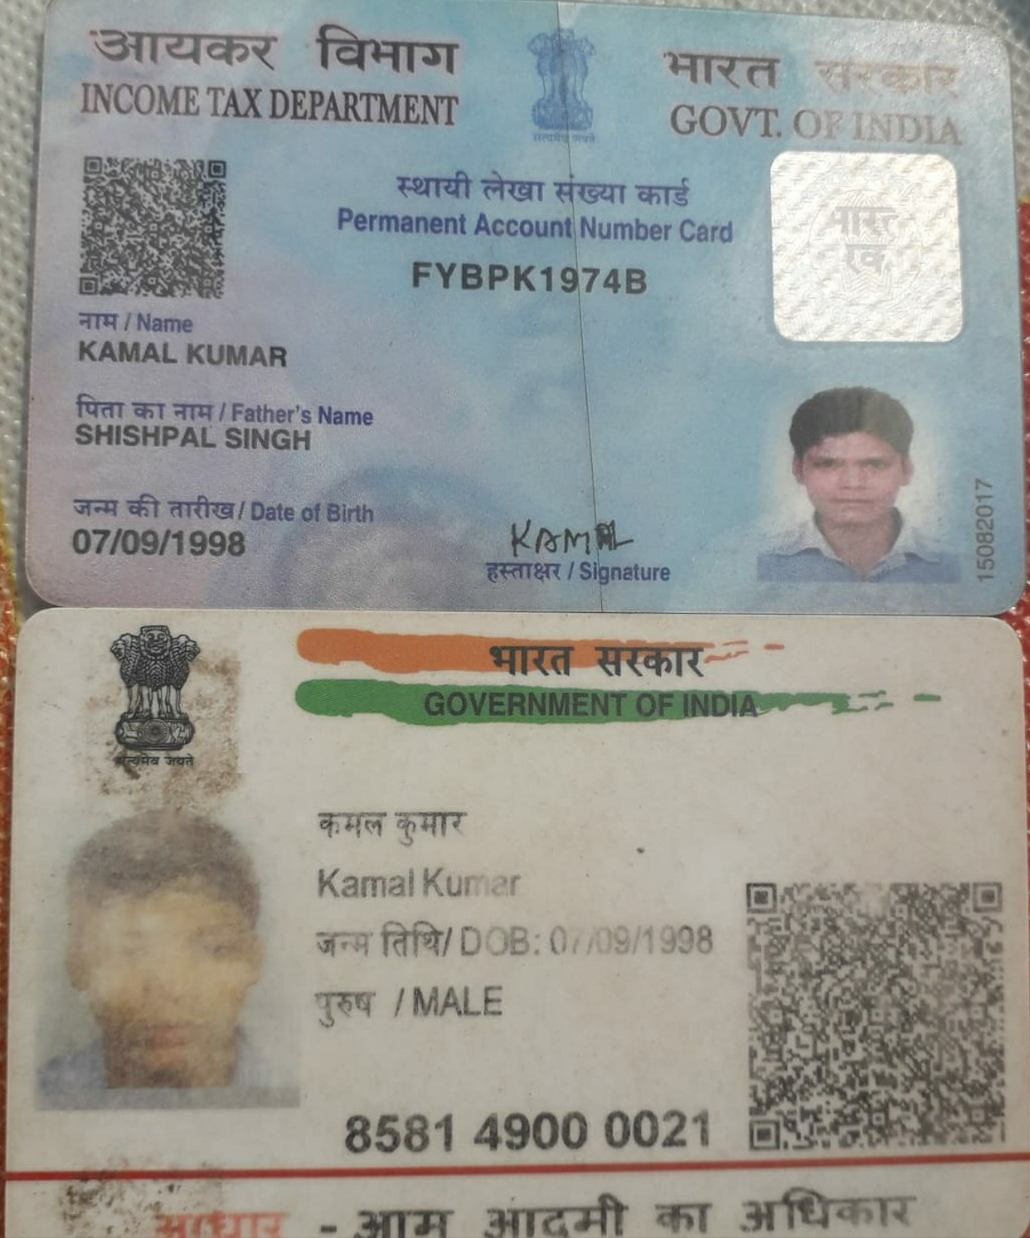 आयकर विभाग
INCOME TAX DEPARTMENT
सत्यमेव जयते
भारत सरकार
GOVT. OF INDIA
स्थायी लेखा संख्या कार्ड
Permanent Account Number Card
FYBPK1974B
भारत
नाम / Name
KAMAL KUMAR
पिता का नाम / Father's Name
SHISHPAL SINGH
जन्म की तारीख / Date of Birth
07/09/1998
KAMAL
हस्ताक्षर / Signature
15082017
भारत सरकार
GOVERNMENT OF INDIA
सत्यमेव जयते
कमल कुमार
Kamal Kumar
जन्म तिथि/ DOB: 07/09/1998
पुरुष / MALE
8581 4900 0021
आधार - आम आदमी का अधिकार